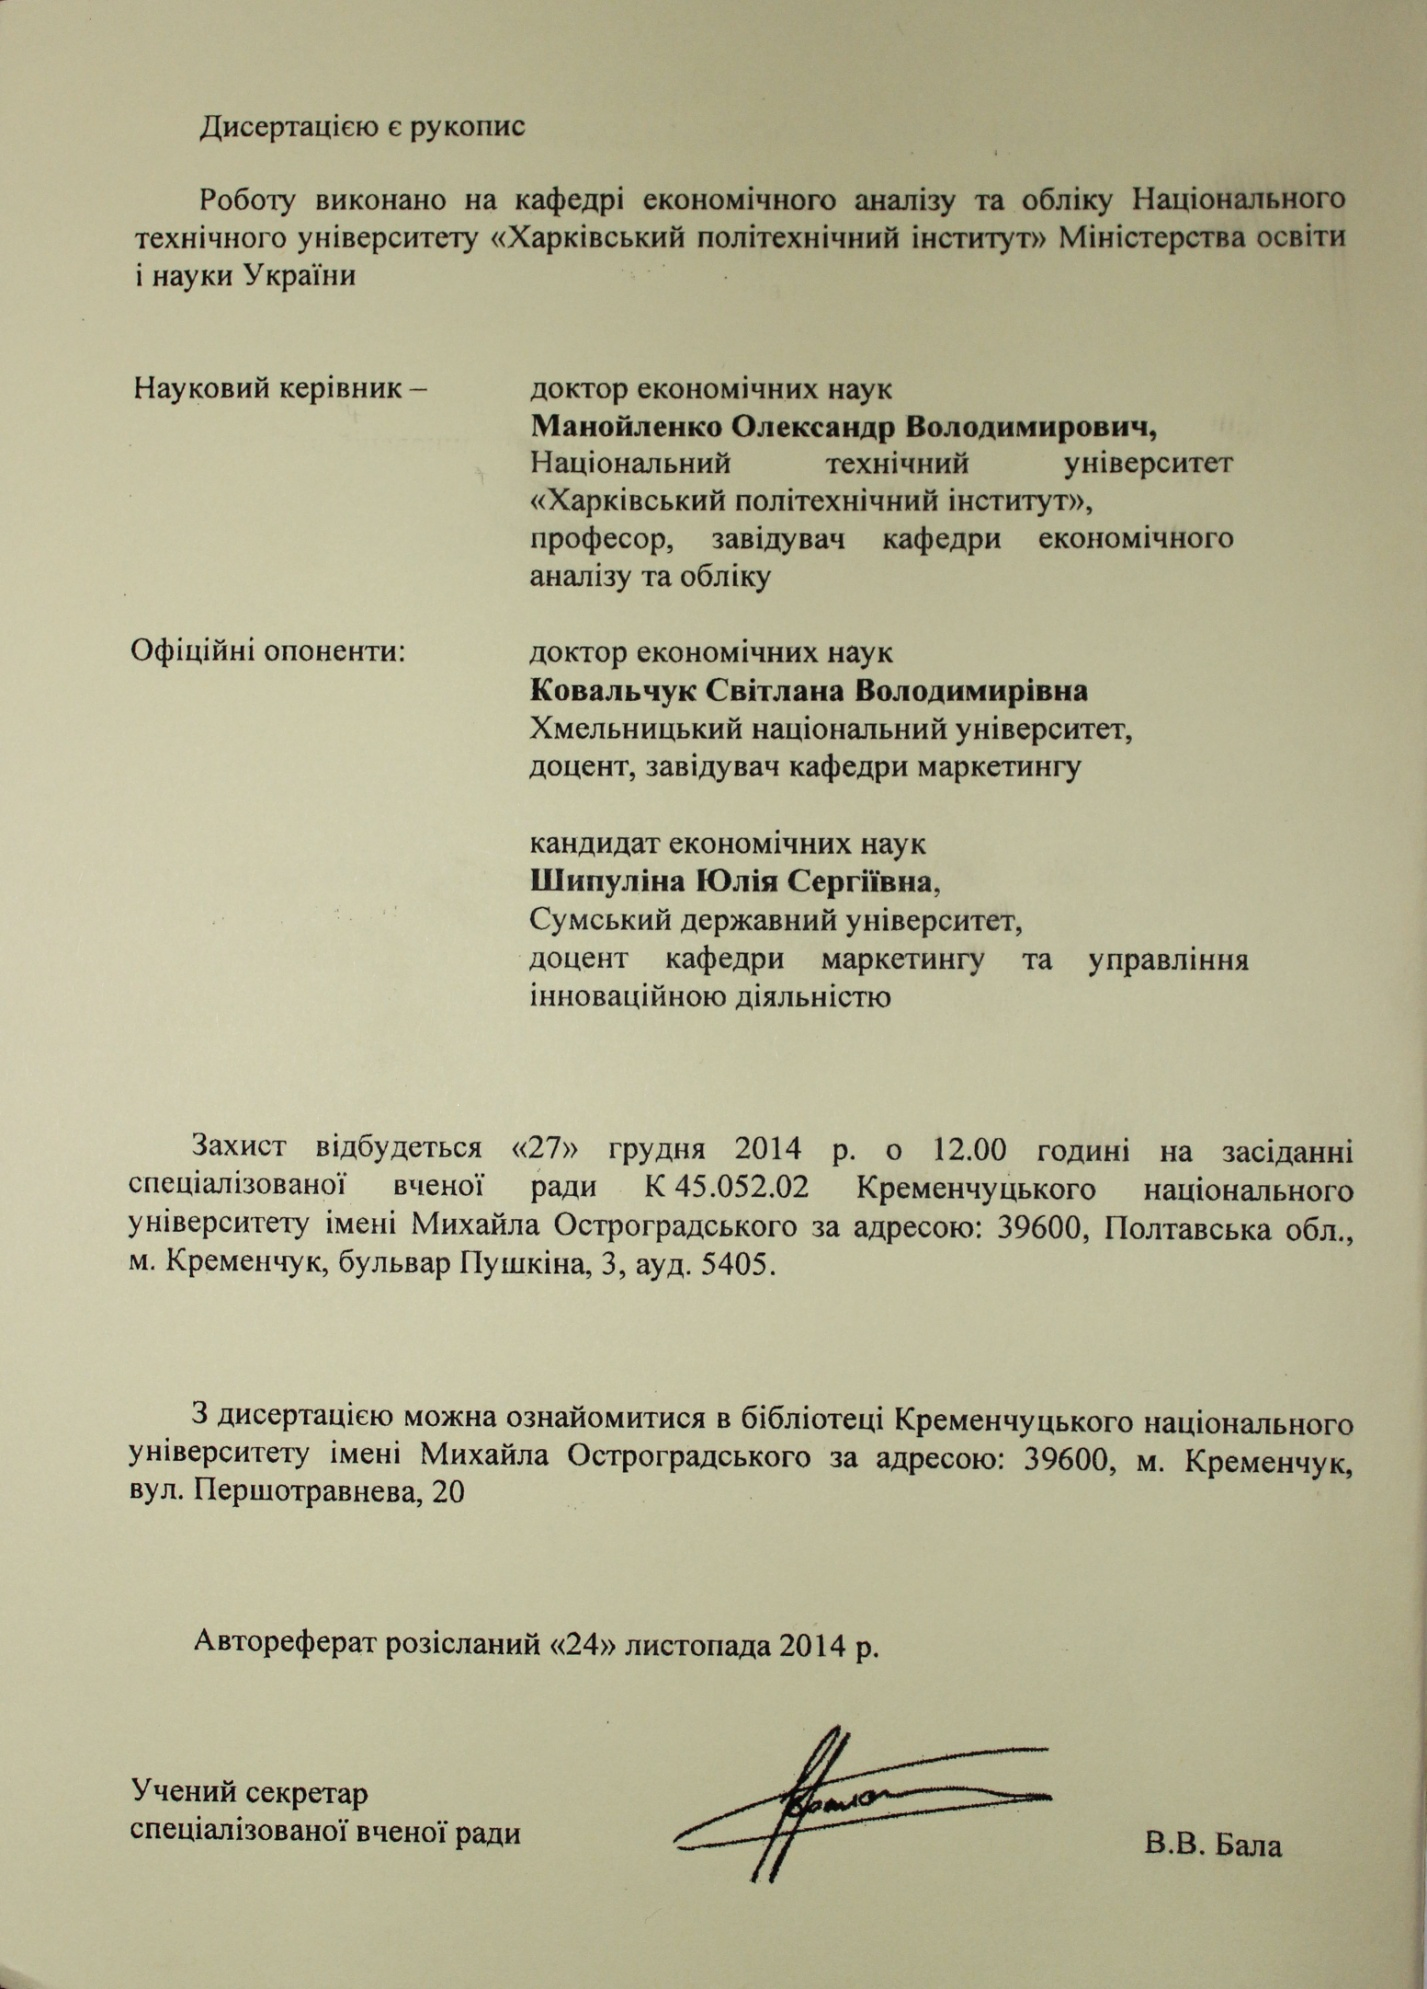 Дисертацією є рукопис
Роботу виконано на кафедрі економічного аналізу та обліку Національного
технічного університету «Харківський політехнічний інститут» Міністерства освіти
і науки України
Науковий керівник –
доктор економічних наук
Манойленко Олександр Володимирович,
Національний технічний університет
«Харківський політехнічний інститут»,
професор, завідувач кафедри економічного
аналізу та обліку
Офіційні опоненти:
доктор економічних наук
Ковальчук Світлана Володимирівна
Хмельницький національний університет,
доцент, завідувач кафедри маркетингу
кандидат економічних наук
Шипуліна Юлія Сергіївна,
Сумський державний університет,
доцент кафедри маркетингу та управління
інноваційною діяльністю
Захист відбудеться «27» грудня 2014 р. о 12.00 годині на засіданні
спеціалізованої вченої ради К 45.052.02 Кременчуцького національного
університету імені Михайла Остроградського за адресою: 39600, Полтавська обл.,
м. Кременчук, бульвар Пушкіна, 3, ауд. 5405.
З дисертацією можна ознайомитися в бібліотеці Кременчуцького національного
університету імені Михайла Остроградського за адресою: 39600, м. Кременчук,
вул. Першотравнева, 20
Автореферат розісланий «24» листопада 2014 р.
Учений секретар
спеціалізованої вченої ради
В.В. Бала